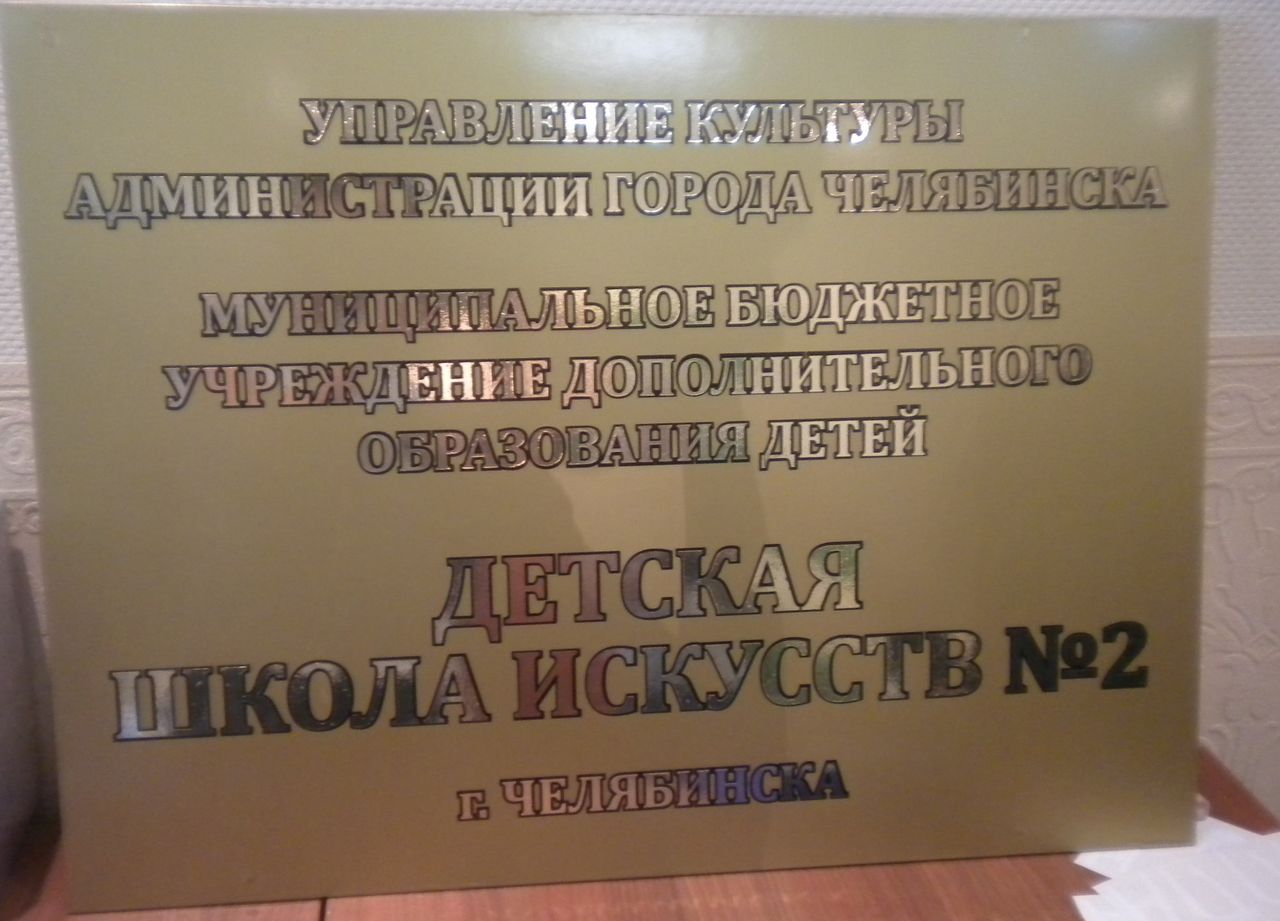 УПРАВЛЕНИЕ КУЛЬТУРЫ
АДМИНИСТРАЦИИ ГОРОДА ЧЕЛЯБИНСКА
МУНИЦИПАЛЬНОЕ БЮДЖЕТНОЕ
УЧРЕЖДЕНИЕ ДОПОЛНИТЕЛЬНОГО
ОБРАЗОВАНИЯ ДЕТЕЙ
ДЕТСКАЯ
ШКОЛА ИСКУССТВ №2
г. ЧЕЛЯБИНСКА